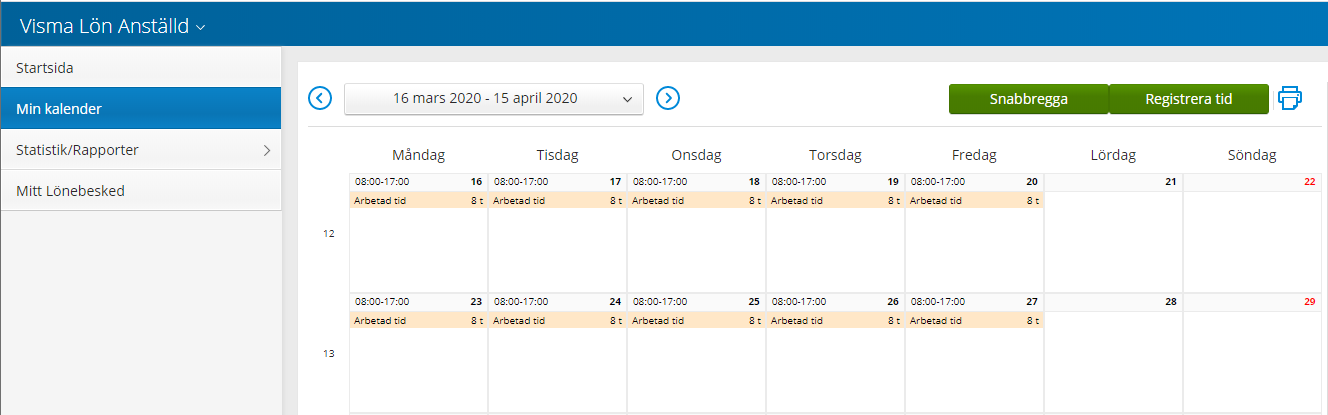 Visma Lön Anställd
Startsida
Min kalender
Statistik/Rapporter
Mitt Lönebesked
16 mars 2020 - 15 april 2020
Snabbregga
Registrera tid
Måndag Tisdag Onsdag Torsdag Fredag Lördag Söndag
08:00-17:00 16 08:00-17:00 17 08:00-17:00 18 08:00-17:00 19 08:00-17:00 20 21 22
Arbetad tid 8 t Arbetad tid 8 t Arbetad tid 8 t Arbetad tid 8 t Arbetad tid 8 t
12
08:00-17:00 23 08:00-17:00 24 08:00-17:00 25 08:00-17:00 26 08:00-17:00 27 28 29
Arbetad tid 8 t Arbetad tid 8 t Arbetad tid 8 t Arbetad tid 8 t Arbetad tid 8 t
13